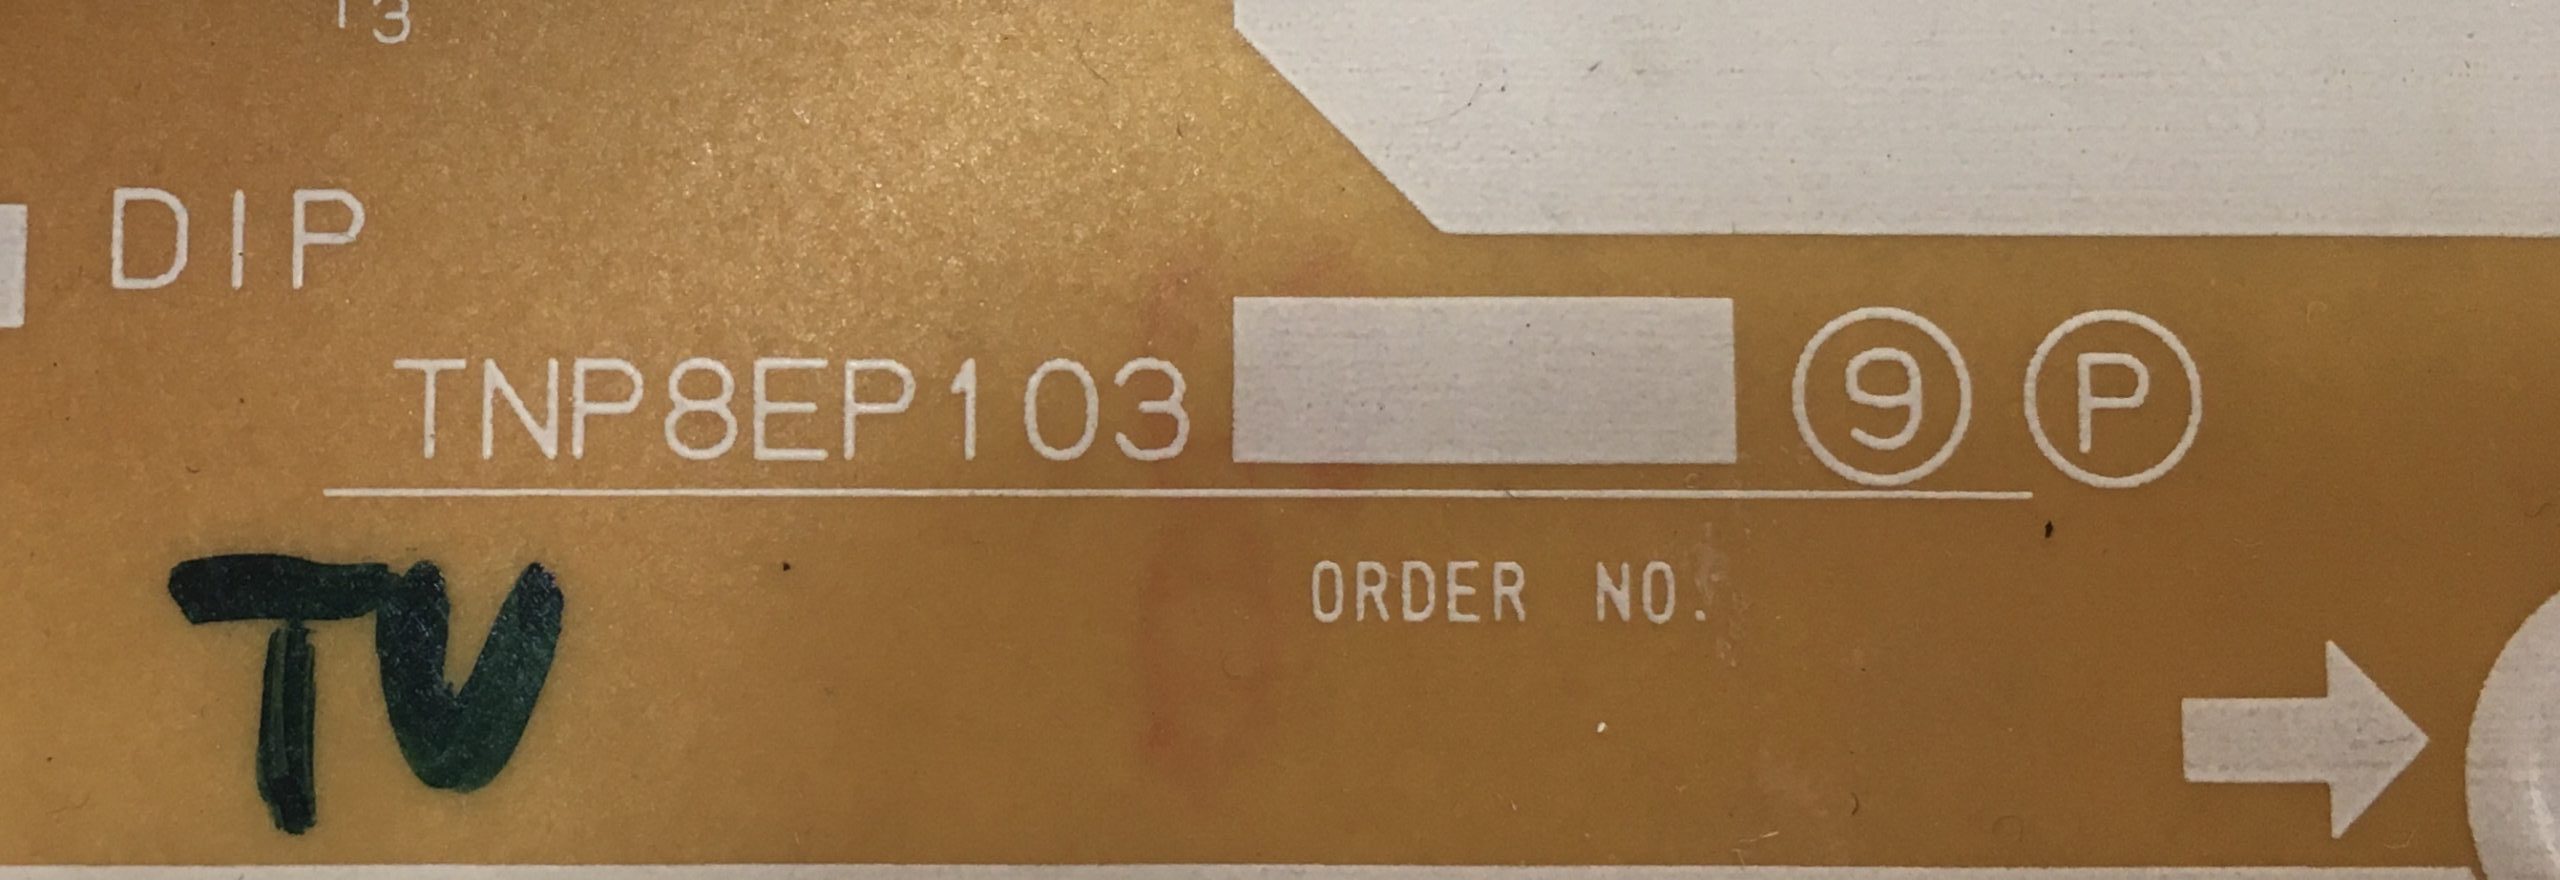 13
DIP
TNP8EP103 9 P
ORDER NO.
TV